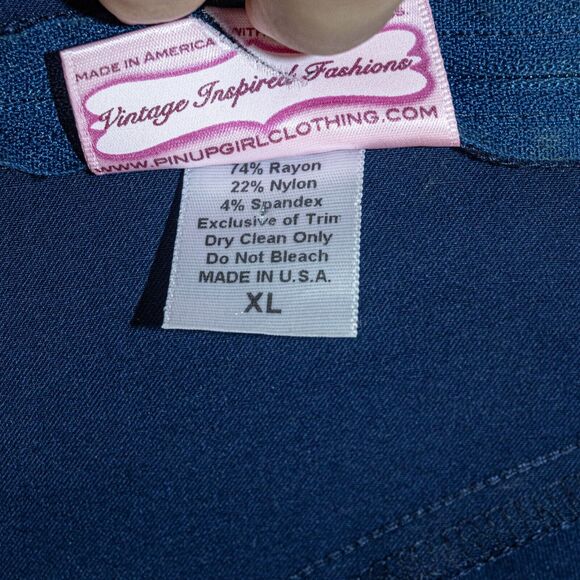 MADE IN AMERICA WITH
Vintage Inspired Fashions
WWW.PINUPGIRLCLOTHING.COM
74% Rayon
22% Nylon
4% Spandex
Exclusive of Trim
Dry Clean Only
Do Not Bleach
MADE IN U.S.A.
XL